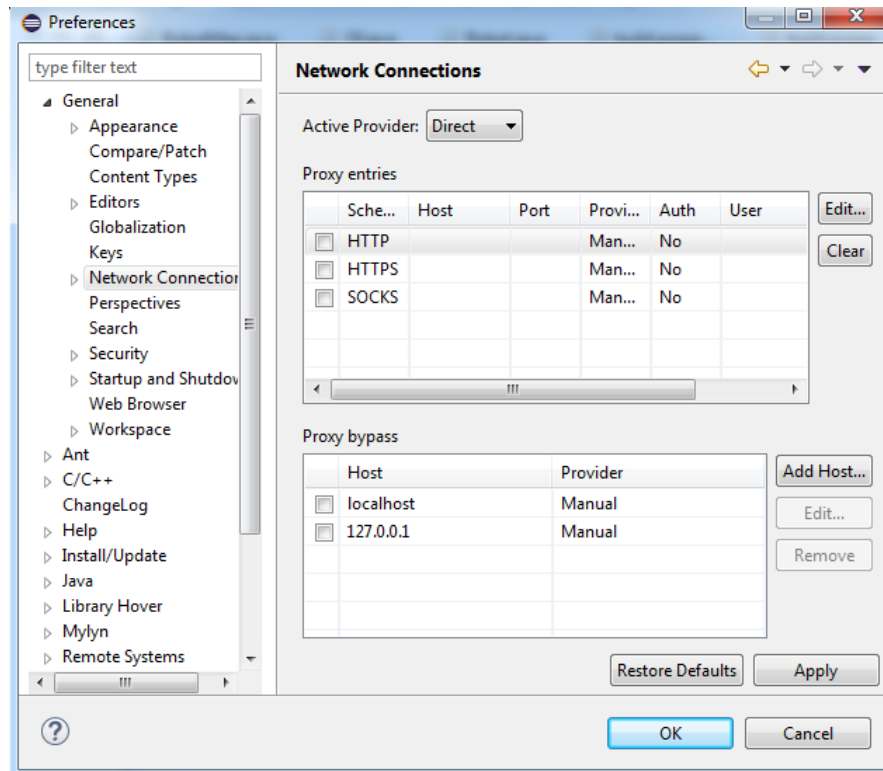 Preferences
type filter text
General
Appearance
Compare/Patch
Content Types
Editors
Globalization
Keys
Network Connection
Perspectives
Search
Security
Startup and Shutdow
Web Browser
Workspace
Ant
C/C++
ChangeLog
Help
Install/Update
Java
Library Hover
Mylyn
Remote Systems
Network Connections
Active Provider: Direct
Proxy entries
Sche... Host Port Provi... Auth User
HTTP Man... No
HTTPS Man... No
SOCKS Man... No
Edit...
Clear
Proxy bypass
Host Provider
localhost Manual
127.0.0.1 Manual
Add Host...
Edit...
Remove
Restore Defaults Apply
? OK Cancel